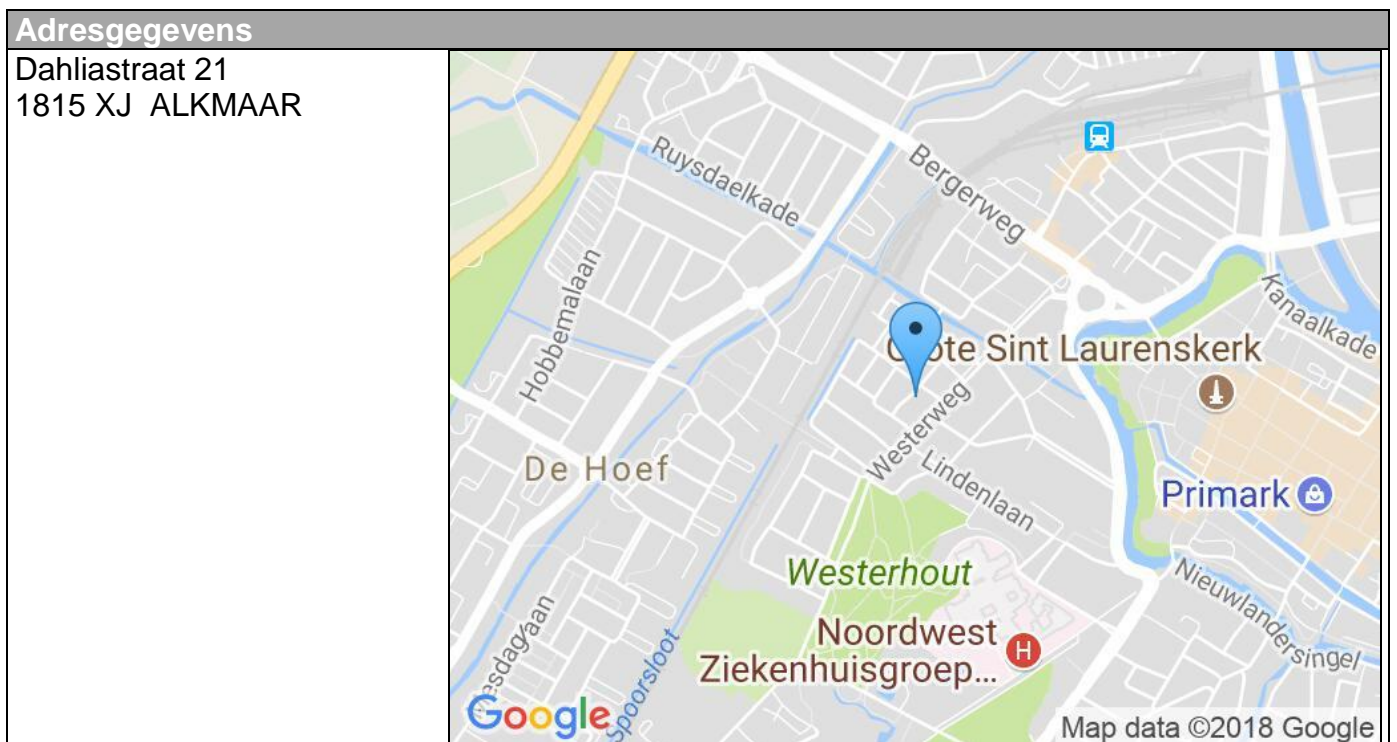 Adresgegevens
Dahliastraat 21
1815 XJ ALKMAAR
Ruysdaelkade
Bergerweg
Hobbemalaan
Kanaalkade
te Sint Laurenskerk
Westerweg
De Hoef
Lindenlaan
Primark
Westerhout
Nieuwlandersingel
Noordwest
H
Ziekenhuisgroep...
Spoorsloot
Google
Map data ©2018 Google